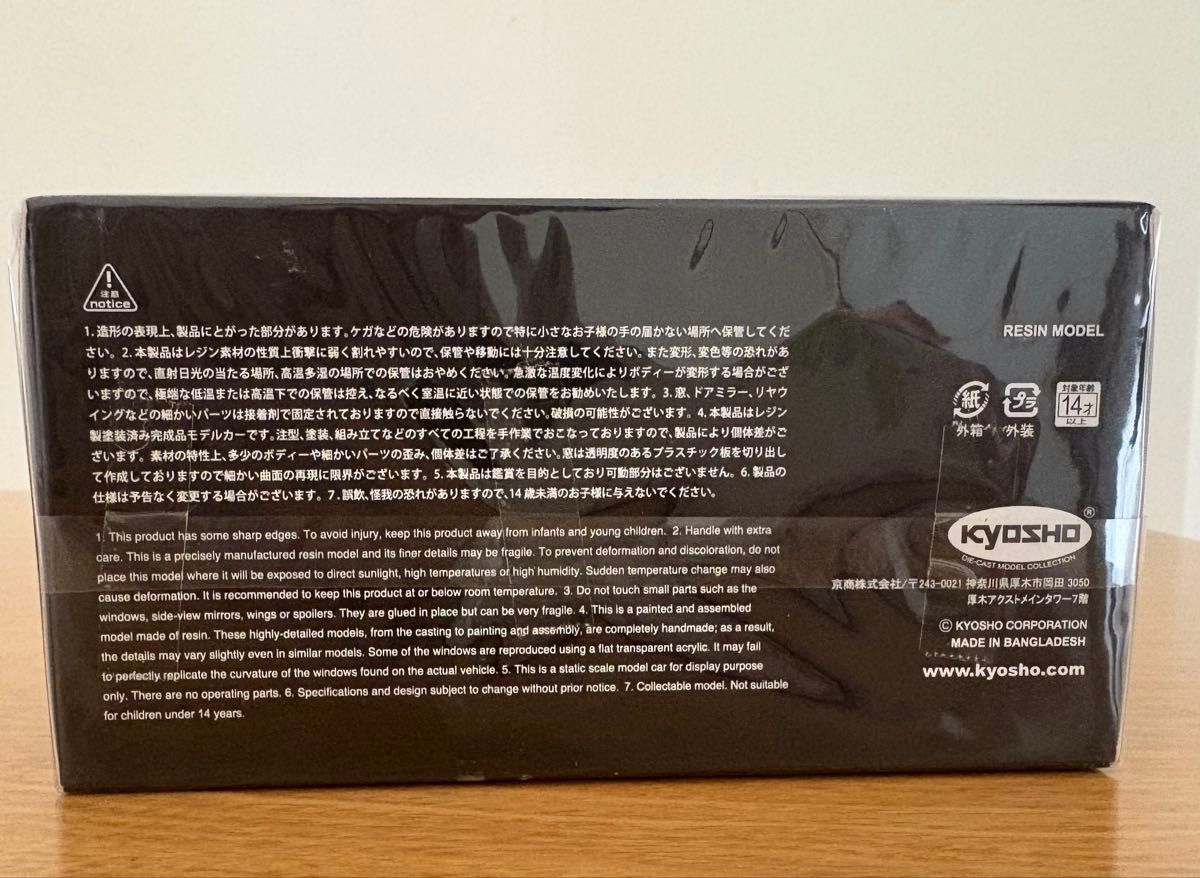 注意
notice
1. 造形の表現上、製品にとがった部分があります。ケガなどの危険がありますので特に小さなお子様の手の届かない場所へ保管してくだ
さい。2. 本製品はレジン素材の性質上衝撃に弱く割れやすいので、保管や移動には十分注意してください。また変形、変色等の恐れがあ
りますので、直射日光の当たる場所、高温多湿の場所での保管はおやめください。急激な温度変化によりボディーが変形する場合がござ
いますので、極端な低温または高温下での保管は控え、なるべく室温に近い状態での保管をお勧めいたします。3. 窓、ドアミラー、リヤウ
イングなどの細かいパーツは接着剤で固定されておりますので直接触らないでください。破損の可能性がございます。4. 本製品はレジン
製塗装済み完成品モデルカーです。注型、塗装、組み立てなどのすべての工程を手作業でおこなっておりますので、製品により個体差がご
ざいます。素材の特性上、多少のボディーや細かいパーツの歪み、個体差はご了承ください。窓は透明度のあるプラスチック板を切り出し
て作成しておりますので細かい曲面の再現に限界がございます。5. 本製品は鑑賞を目的としており可動部分はございません。6. 製品の
仕様は予告なく変更する場合がございます。7. 誤飲、怪我の恐れがありますので、14歳未満のお子様に与えないでください。
1. This product has some sharp edges. To avoid injury, keep this product away from infants and young children. 2. Handle with extra
care. This is a precisely manufactured resin model and its finer details may be fragile. To prevent deformation and discoloration, do not
place this model where it will be exposed to direct sunlight, high temperatures or high humidity. Sudden temperature change may also
cause deformation. It is recommended to keep this product at or below room temperature. 3. Do not touch small parts such as the
windows, side-view mirrors, wings or spoilers. They are glued in place but can be very fragile. 4. This is a painted and assembled
model made of resin. These highly-detailed models, from the casting to painting and assembly, are completely handmade; as a result,
the details may vary slightly even in similar models. Some of the windows are reproduced using a flat transparent acrylic. It may fail
to perfectly replicate the curvature of the windows found on the actual vehicle. 5. This is a static scale model car for display purpose
only. There are no operating parts. 6. Specifications and design subject to change without prior notice. 7. Collectable model. Not suitable
for children under 14 years.
RESIN MODEL
紙 プラ 対象年齢
14才
以上
外箱 外装
KYOSHO ®
DIE-CAST MODEL COLLECTION
京商株式会社/〒243-0021 神奈川県厚木市岡田 3050
厚木アクストメインタワー7階
© KYOSHO CORPORATION
MADE IN BANGLADESH
www.kyosho.com